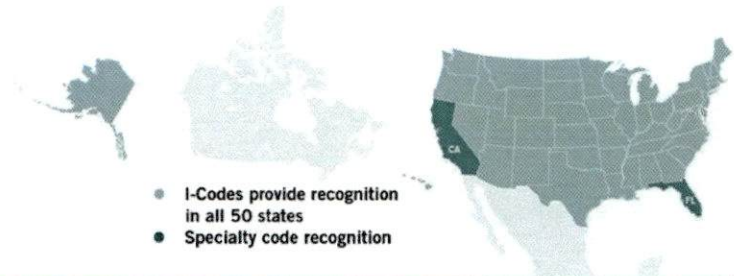 CA
FL
I-Codes provide recognition
in all 50 states
Specialty code recognition